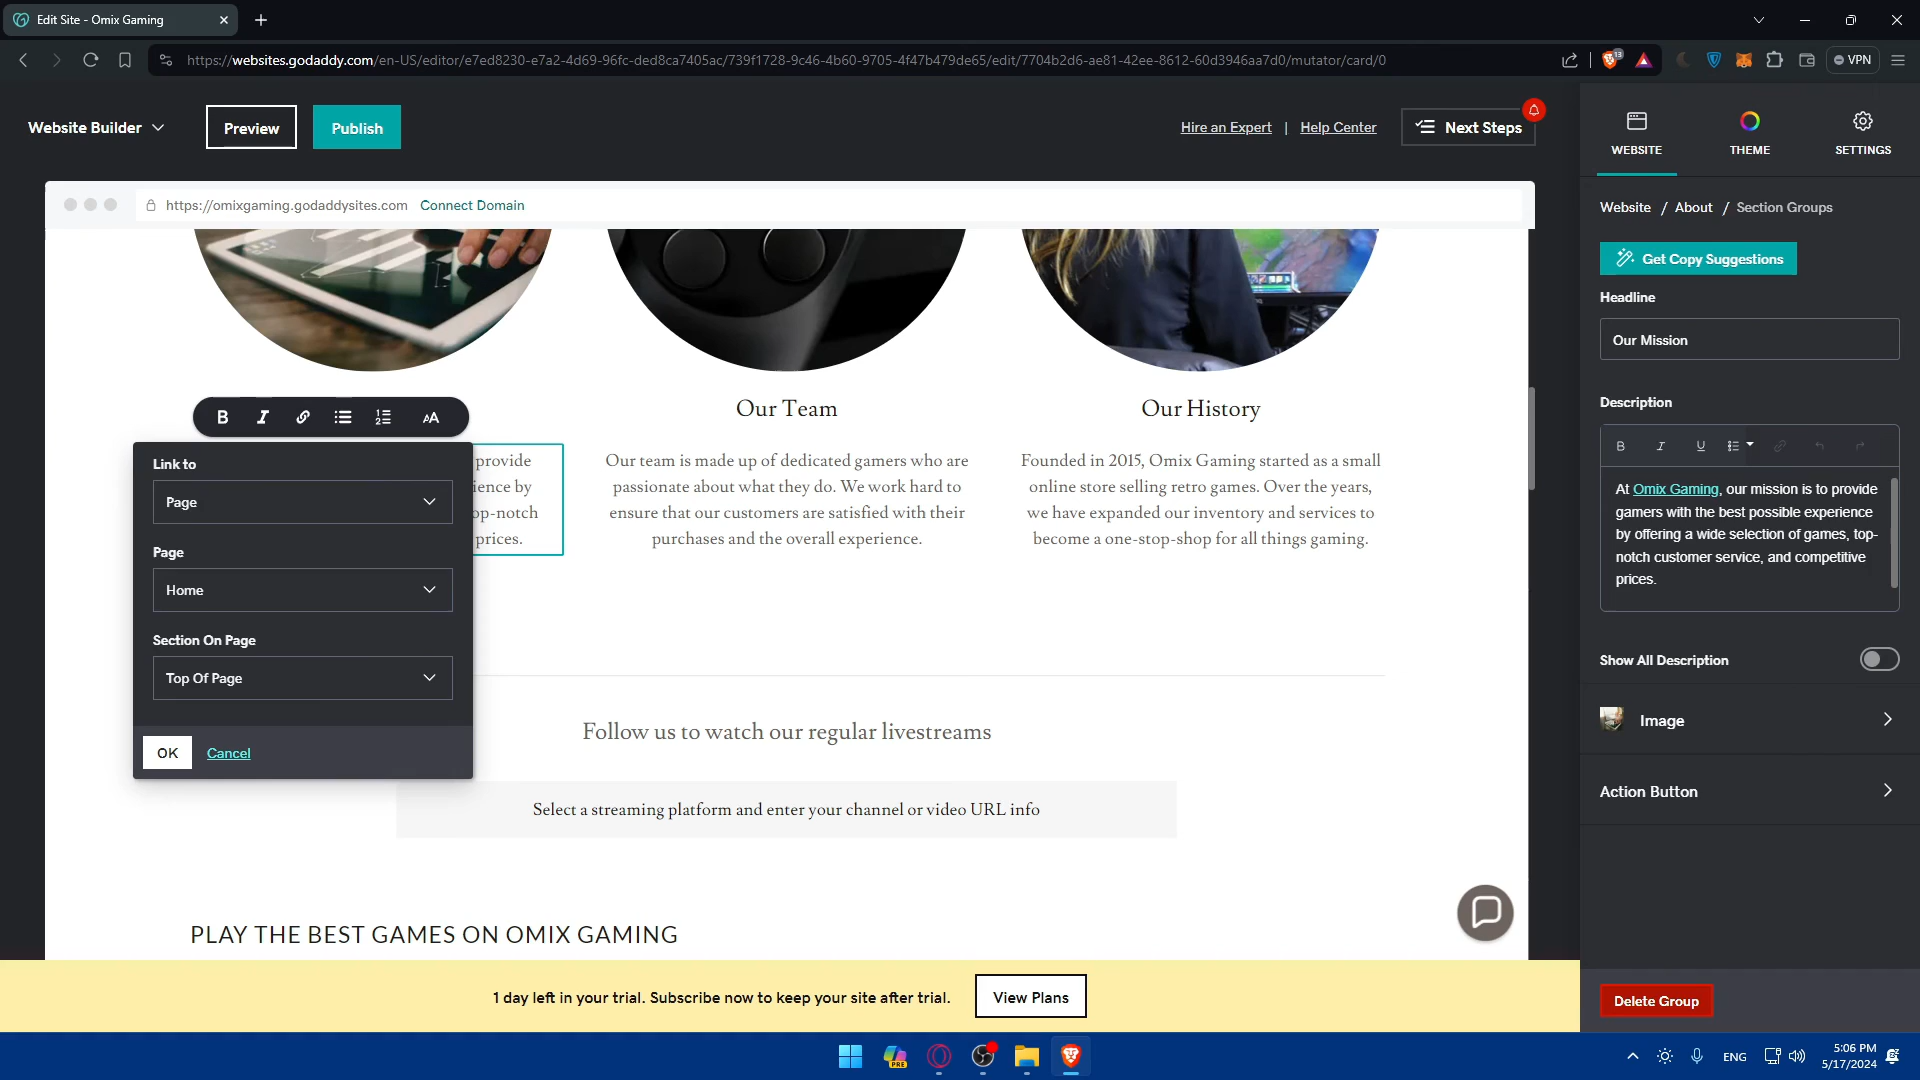 Edit Site - Omix Gaming
https://websites.godaddy.com/en-US/editor/e7ed8230-e7a2-4d69-96fc-ded8ca7405ac/739f1728-9c46-4b60-9705-4f47b479de65/edit/7704b2d6-ae81-42ee-8612-60d3946aa7d0/mutator/card/0
13
VPN
Website Builder
Preview
Publish
Hire an Expert | Help Center
Next Steps
WEBSITE
THEME
SETTINGS
https://omixgaming.godaddysites.com Connect Domain
Website / About / Section Groups
Get Copy Suggestions
Headline
Our Mission
Description
B I U
At Omix Gaming, our mission is to provide
gamers with the best possible experience
by offering a wide selection of games, top-
notch customer service, and competitive
prices.
Show All Description
Image
Action Button
Delete Group
B I AA
Link to
Page
Page
Home
Section On Page
Top Of Page
OK
Cancel
provide
ience by
op-notch
prices.
Our Team
Our team is made up of dedicated gamers who are
passionate about what they do. We work hard to
ensure that our customers are satisfied with their
purchases and the overall experience.
Our History
Founded in 2015, Omix Gaming started as a small
online store selling retro games. Over the years,
we have expanded our inventory and services to
become a one-stop-shop for all things gaming.
Follow us to watch our regular livestreams
Select a streaming platform and enter your channel or video URL info
PLAY THE BEST GAMES ON OMIX GAMING
1 day left in your trial. Subscribe now to keep your site after trial.
View Plans
PRE
ENG
5:06 PM
5/17/2024